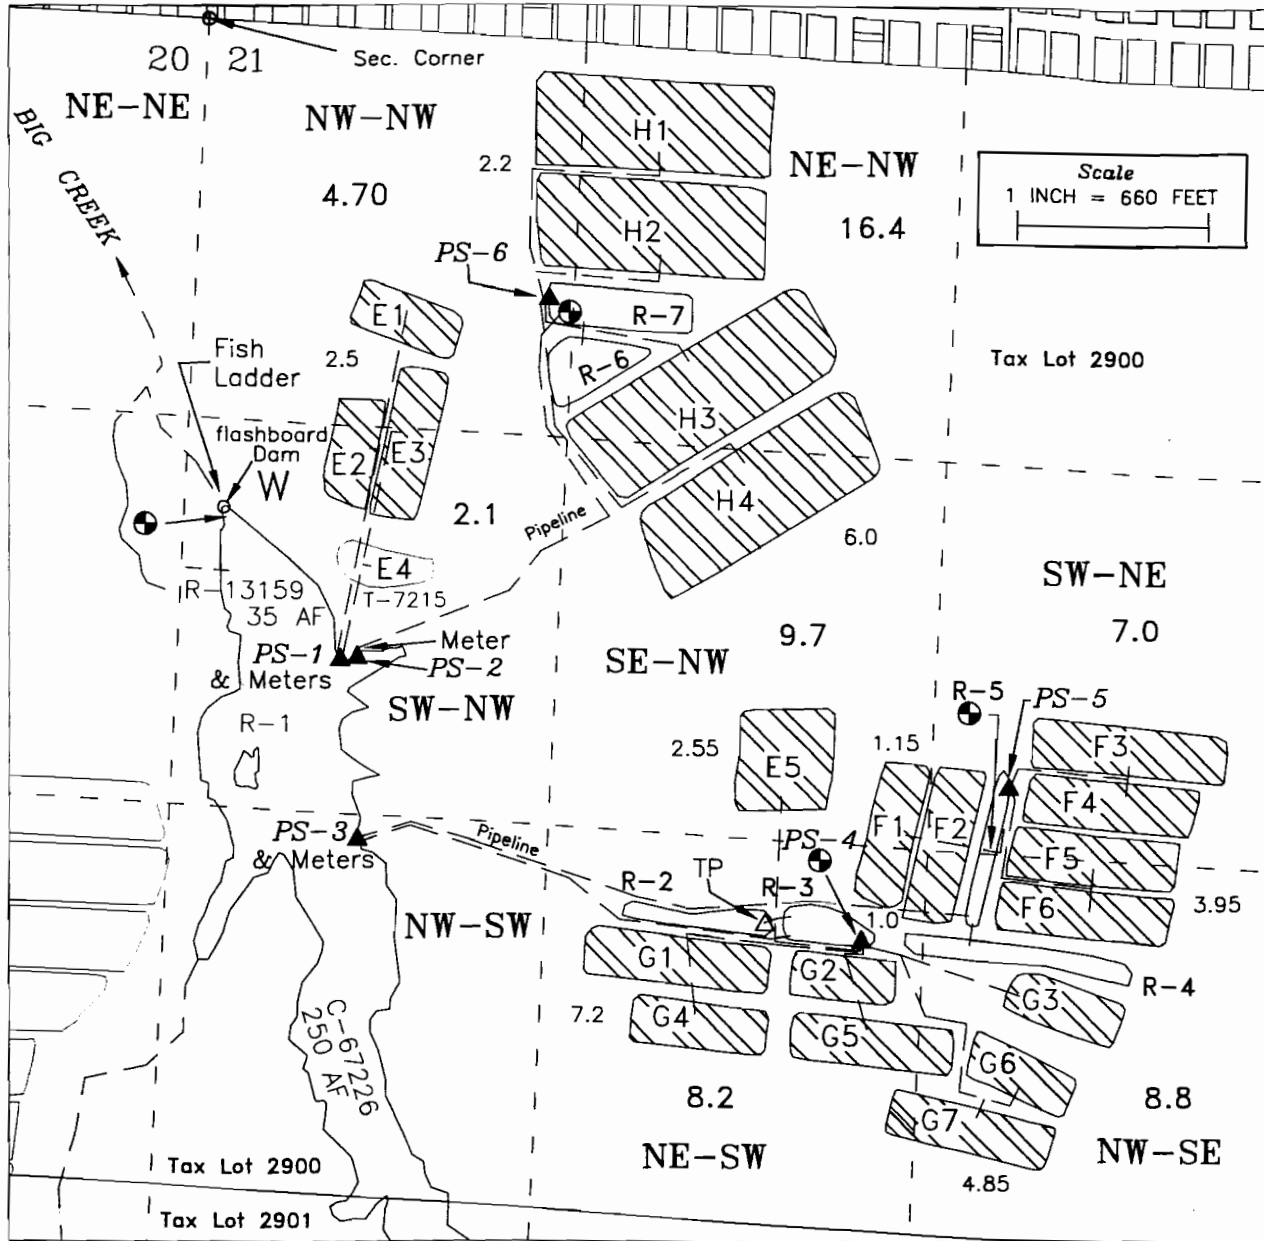 20 21
Sec. Corner
NE-NE
NW-NW
BIG CREEK
4.70
2.2
H1
NE-NW
16.4
Scale
1 INCH = 660 FEET
H2
PS-6
R-7
R-6
E1
2.5
Fish
Ladder
Tax Lot 2900
H3
flashboard
Dam
W
E2
E3
2.1
H4
Pipeline
6.0
E4
R-13159
35 AF
T-7215
SW-NE
7.0
9.7
Meter
PS-1
& Meters
PS-2
SE-NW
R-5
PS-5
SW-NW
R-1
2.55
E5
1.15
F3
F4
F1
F2
PS-3
& Meters
Pipeline
PS-4
F5
TP
R-2
R-3
1.0
F6
3.95
NW-SW
G1
G2
R-4
G3
7.2
G4
G5
C-67226
250 AF
G6
8.2
8.8
G7
NE-SW
NW-SE
4.85
Tax Lot 2900
Tax Lot 2901